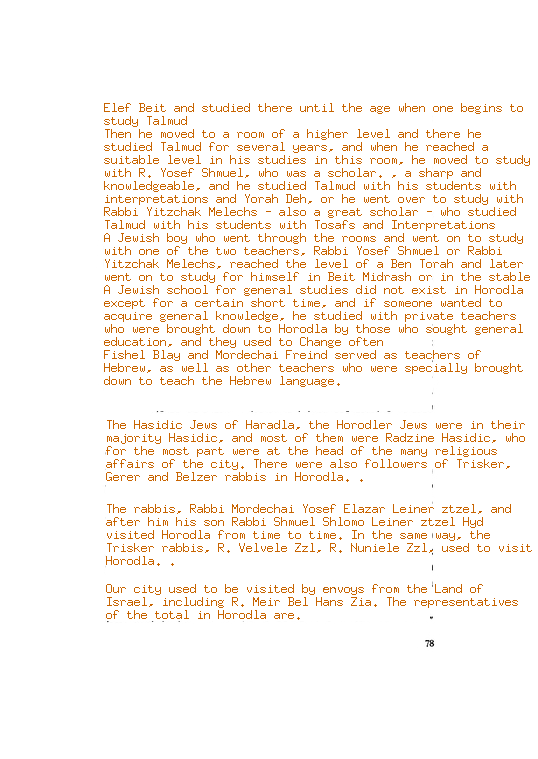 Elef Beit and studied there until the age when one begins to
study Talmud
Then he moved to a room of a higher level and there he
studied Talmud for several years, and when he reached a
suitable level in his studies in this room, he moved to study
with R. Yosef Shmuel, who was a scholar. , a sharp and
knowledgeable, and he studied Talmud with his students with
interpretations and Yorah Deh, or he went over to study with
Rabbi Yitzchak Melechs - also a great scholar - who studied
Talmud with his students with Tosafs and Interpretations
A Jewish boy who went through the rooms and went on to study
with one of the two teachers, Rabbi Yosef Shmuel or Rabbi
Yitzchak Melechs, reached the level of a Ben Torah and later
went on to study for himself in Beit Midrash or in the stable
A Jewish school for general studies did not exist in Horodla
except for a certain short time, and if someone wanted to
acquire general knowledge, he studied with private teachers
who were brought down to Horodla by those who sought general
education, and they used to Change often
Fishel Blay and Mordechai Freind served as teachers of
Hebrew, as well as other teachers who were specially brought
down to teach the Hebrew language.
The Hasidic Jews of Haradla, the Horodler Jews were in their
majority Hasidic, and most of them were Radzine Hasidic, who
for the most part were at the head of the many religious
affairs of the city. There were also followers of Trisker,
Gerer and Belzer rabbis in Horodla. .
The rabbis, Rabbi Mordechai Yosef Elazar Leiner ztzel, and
after him his son Rabbi Shmuel Shlomo Leiner ztzel Hyd
visited Horodla from time to time. In the same way, the
Trisker rabbis, R. Velvele Zzl, R. Nuniele Zzl, used to visit
Horodla. .
Our city used to be visited by envoys from the Land of
Israel, including R. Meir Bel Hans Zia. The representatives
of the total in Horodla are.
78